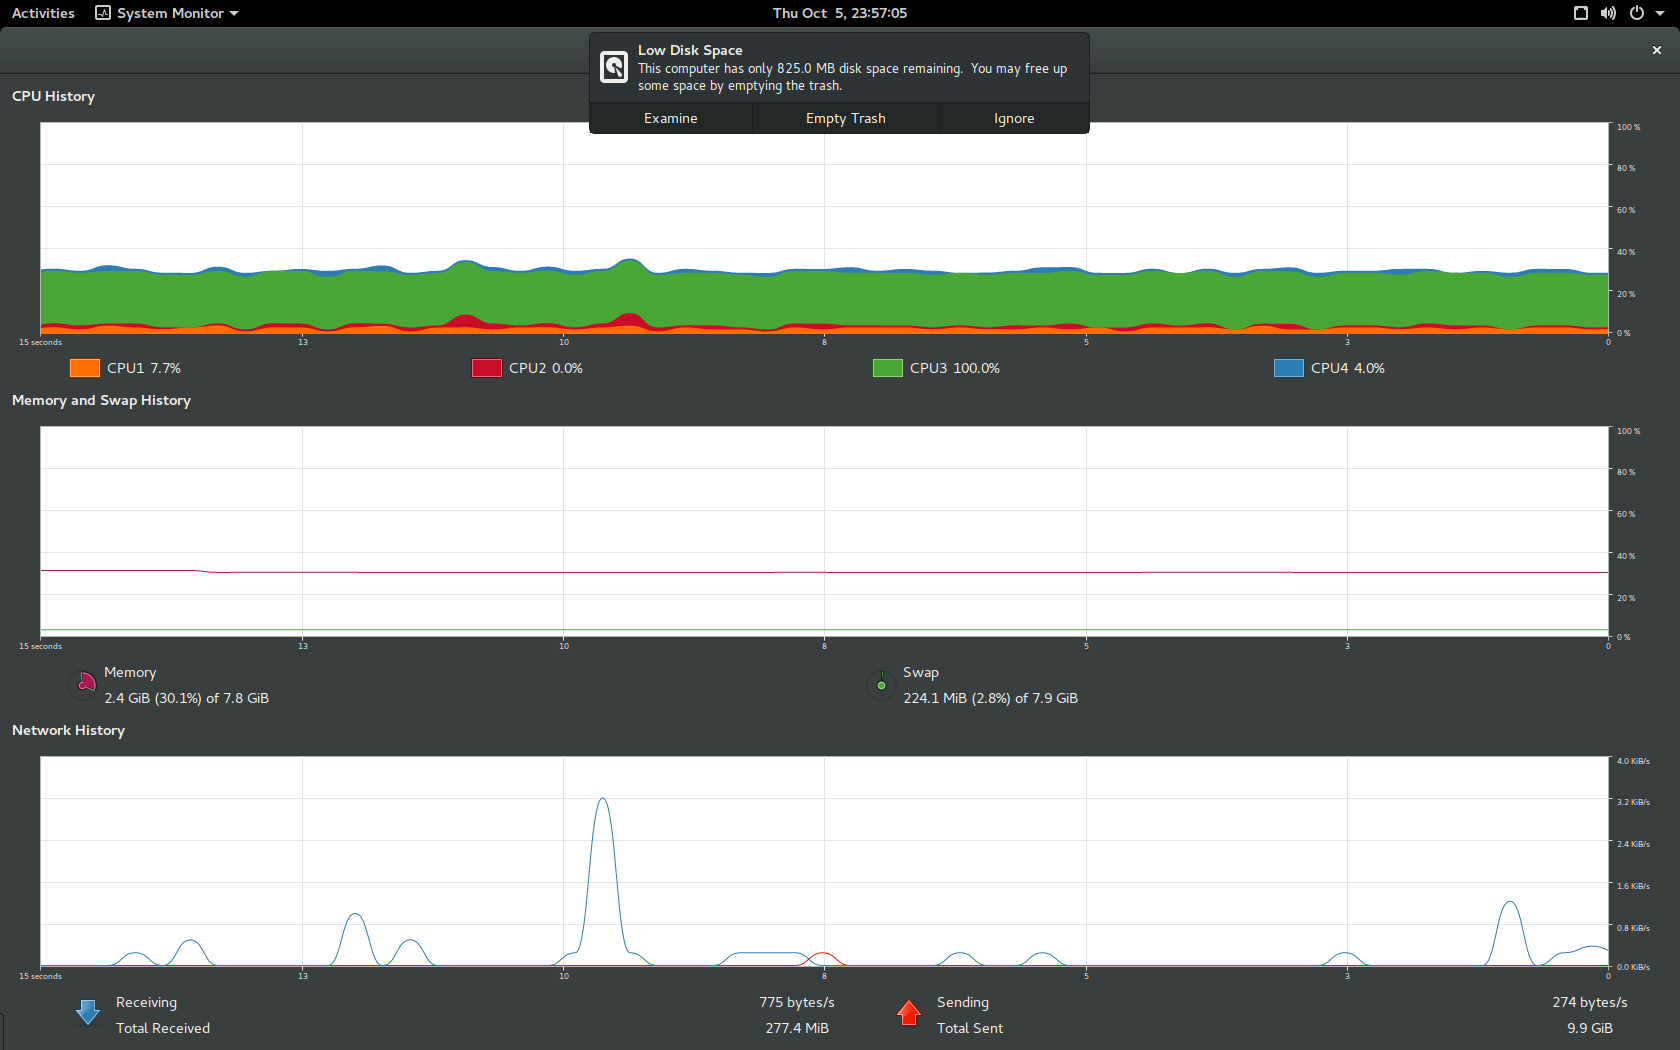 Activities
System Monitor
Thu Oct  5, 23:57:05
Low Disk Space
This computer has only 825.0 MB disk space remaining.  You may free up
some space by emptying the trash.
Examine
Empty Trash
Ignore
CPU History
100 %
80 %
60 %
40 %
20 %
0 %
15 seconds
13
10
8
5
3
0
CPU1 7.7%
CPU2 0.0%
CPU3 100.0%
CPU4 4.0%
Memory and Swap History
100 %
80 %
60 %
40 %
20 %
0 %
15 seconds
13
10
8
5
3
0
Memory
2.4 GiB (30.1%) of 7.8 GiB
Swap
224.1 MiB (2.8%) of 7.9 GiB
Network History
4.0 KiB/s
3.2 KiB/s
2.4 KiB/s
1.6 KiB/s
0.8 KiB/s
0.0 KiB/s
15 seconds
13
10
8
5
3
0
Receiving
775 bytes/s
Total Received
277.4 MiB
Sending
274 bytes/s
Total Sent
9.9 GiB